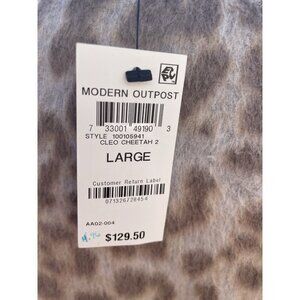 MODERN OUTPOST
7 33001 49190 3
STYLE 100105941
CLEO CHEETAH 2
LARGE
Customer Return Label
071326728454
AA02-004
$129.50